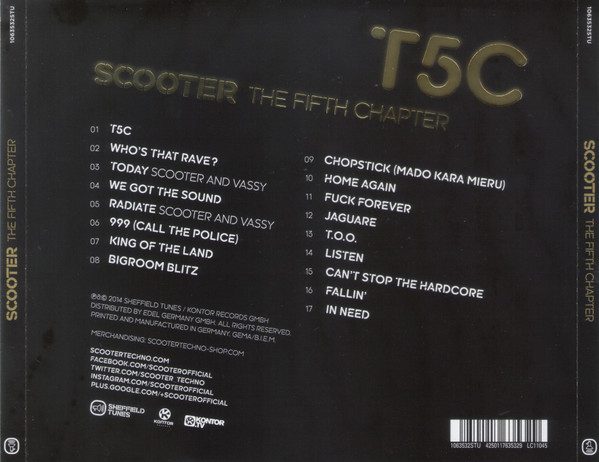 1063532STU
SCOOTER THE FIFTH CHAPTER
T5C
SCOOTER THE FIFTH CHAPTER
01 T5C
02 WHO'S THAT RAVE?
03 TODAY SCOOTER AND VASSY
04 WE GOT THE SOUND
05 RADIATE SCOOTER AND VASSY
06 999 (CALL THE POLICE)
07 KING OF THE LAND
08 BIGROOM BLITZ
09 CHOPSTICK (MADO KARA MIERU)
10 HOME AGAIN
11 FUCK FOREVER
12 JAGUARE
13 T.O.O.
14 LISTEN
15 CAN'T STOP THE HARDCORE
16 FALLIN'
17 IN NEED
℗&© 2014 SHEFFIELD TUNES / KONTOR RECORDS GMBH
DISTRIBUTED BY EDEL GERMANY GMBH. ALL RIGHTS RESERVED.
PRINTED AND MANUFACTURED IN GERMANY. GEMA/B.I.E.M.
MERCHANDISING: SCOOTERTECHNO-SHOP.COM
SCOOTERTECHNO.COM
FACEBOOK.COM/SCOOTEROFFICIAL
TWITTER.COM/SCOOTER_TECHNO
INSTAGRAM.COM/SCOOTEROFFICIAL
PLUS.GOOGLE.COM/+SCOOTEROFFICIAL
SHEFFIELD
TUNES
KONTOR
KONTOR
TV
1063532STU 4250117635329 LC11045
1063532STU
SCOOTER THE FIFTH CHAPTER